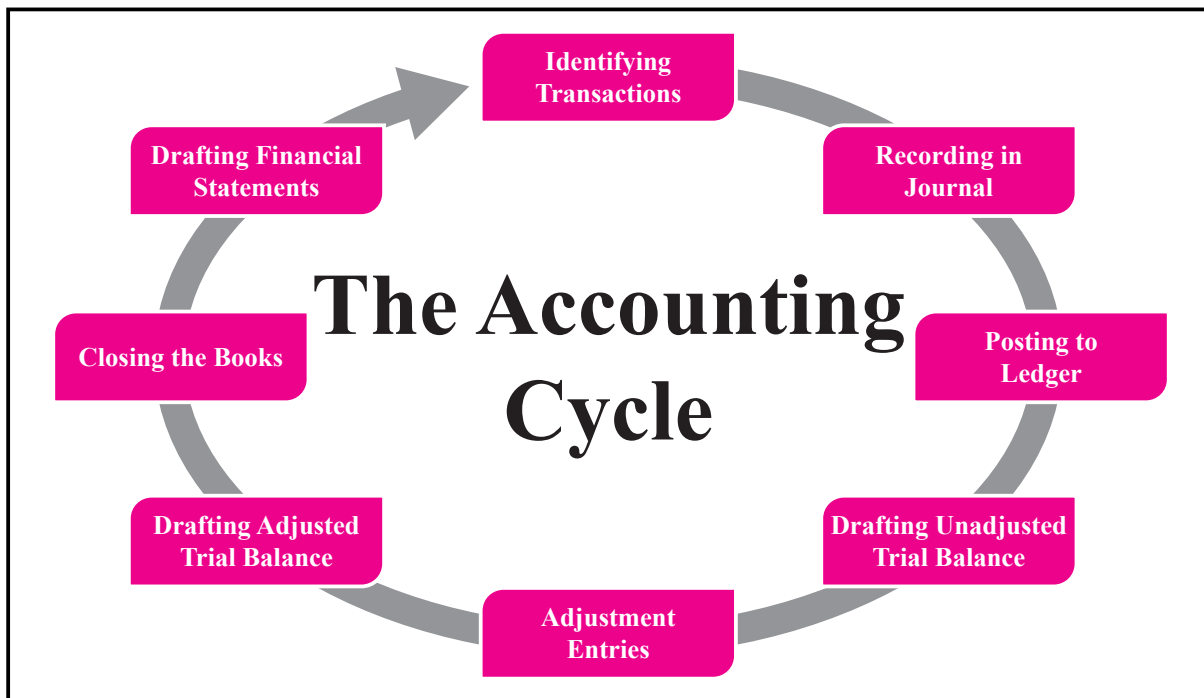 Identifying
Transactions
Recording in
Journal
Posting to
Ledger
Drafting Unadjusted
Trial Balance
Adjustment
Entries
Drafting Adjusted
Trial Balance
Closing the Books
Drafting Financial
Statements
The Accounting
Cycle